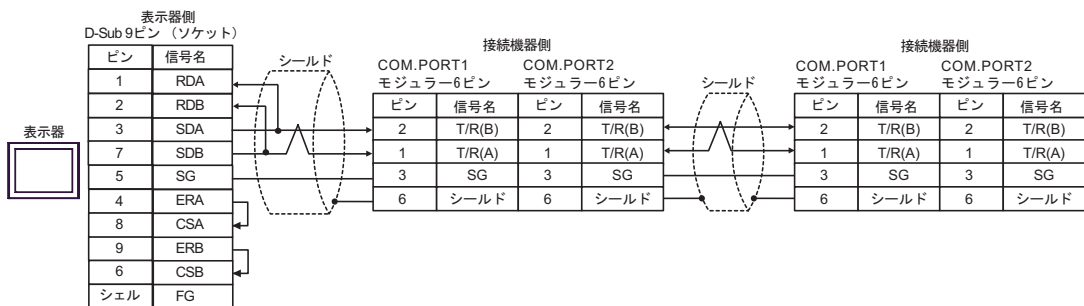 表示器
表示器側
D-Sub 9ピン （ソケット）
ピン 信号名
1 RDA
2 RDB
3 SDA
7 SDB
5 SG
4 ERA
8 CSA
9 ERB
6 CSB
シェル FG
シールド
接続機器側
COM.PORT1 COM.PORT2
モジュラー6ピン モジュラー6ピン
ピン 信号名 ピン 信号名
2 T/R(B) 2 T/R(B)
1 T/R(A) 1 T/R(A)
3 SG 3 SG
6 シールド 6 シールド
シールド
接続機器側
COM.PORT1 COM.PORT2
モジュラー6ピン モジュラー6ピン
ピン 信号名 ピン 信号名
2 T/R(B) 2 T/R(B)
1 T/R(A) 1 T/R(A)
3 SG 3 SG
6 シールド 6 シールド